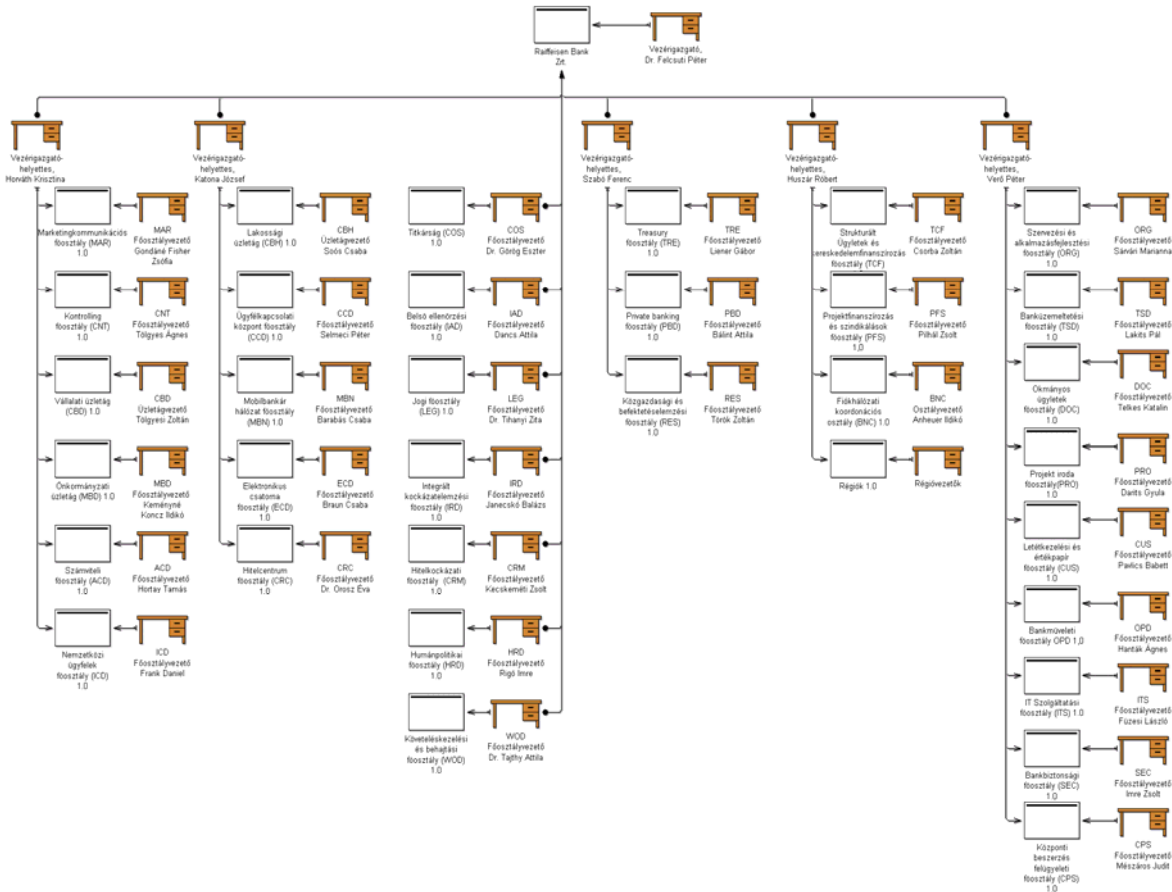 Raiffeisen Bank
Zrt.
Vezérigazgató,
Dr. Felcsuti Péter
Vezérigazgató-
helyettes,
Horváth Krisztina
Vezérigazgató-
helyettes,
Katona József
Vezérigazgató-
helyettes,
Szabó Ferenc
Vezérigazgató-
helyettes,
Huszár Róbert
Vezérigazgató-
helyettes,
Verő Péter
Marketingkommunikációs
főosztály (MAR)
1.0
MAR
Főosztályvezető
Gondáné Fisher
Zsófia
Kontrolling
főosztály (CNT)
1.0
CNT
Főosztályvezető
Tölgyes Ágnes
Vállalati üzletág
(CBD) 1.0
CBD
Üzletágvezető
Tölgyesi Zoltán
Önkormányzati
üzletág (MBD) 1.0
MBD
Főosztályvezető
Keményné
Koncz Ildikó
Számviteli
főosztály (ACD)
1.0
ACD
Főosztályvezető
Hortay Tamás
Nemzetközi
ügyfelek
főosztály (ICD)
1.0
ICD
Főosztályvezető
Frank Daniel
Lakossági
üzletág (CBH) 1.0
CBH
Üzletágvezető
Soós Csaba
Ügyfélkapcsolati
központ főosztály
(CCD) 1.0
CCD
Főosztályvezető
Selmeci Péter
Mobilbankár
hálózat főosztály
(MBN) 1.0
MBN
Főosztályvezető
Barabás Csaba
Elektronikus
csatorna
főosztály (ECD)
1.0
ECD
Főosztályvezető
Braun Csaba
Hitelcentrum
főosztály (CRC)
1.0
CRC
Főosztályvezető
Dr. Orosz Éva
Titkárság (COS)
1.0
COS
Főosztályvezető
Dr. Görög Eszter
Belső ellenőrzési
főosztály (IAD)
1.0
IAD
Főosztályvezető
Dancs Attila
Jogi főosztály
(LEG) 1.0
LEG
Főosztályvezető
Dr. Tihanyi Zita
Integrált
kockázatelemzési
főosztály (IRD)
1.0
IRD
Főosztályvezető
Janecskó Balázs
Hitelkockázati
főosztály (CRM)
1.0
CRM
Főosztályvezető
Kecskeméti Zsolt
Humánpolitikai
főosztály (HRD)
1.0
HRD
Főosztályvezető
Rigó Imre
Követeléskezelési
és behajtási
főosztály (WOD)
1.0
WOD
Főosztályvezető
Dr. Tajthy Attila
Treasury
főosztály (TRE)
1.0
TRE
Főosztályvezető
Liener Gábor
Private banking
főosztály (PBD)
1.0
PBD
Főosztályvezető
Bálint Attila
Közgazdasági és
befektetéselemzési
főosztály (RES)
1.0
RES
Főosztályvezető
Török Zoltán
Strukturált
Ügyletek és
kereskedelemfinanszírozás
főosztály (TCF)
TCF
Főosztályvezető
Csorba Zoltán
Projektfinanszírozás
és szindikálások
főosztály (PFS)
1,0
PFS
Főosztályvezető
Pilhál Zsolt
Fiókhálózati
koordonációs
osztály (BNC) 1.0
BNC
Osztályvezető
Anheuer Ildikó
Régiók 1.0
Régióvezetők
Szervezési és
alkalmazásfejlesztési
főosztály (ORG)
1.0
ORG
Főosztályvezető
Sárvári Marianna
Banküzemeltetési
főosztály (TSD)
1.0
TSD
Főosztályvezető
Lakits Pál
Okmányos
ügyletek
főosztály (DOC)
1.0
DOC
Főosztályvezető
Telkes Katalin
Projekt iroda
főosztály(PRO)
1.0
PRO
Főosztályvezető
Darits Gyula
Letétkezelési és
értékpapír
főosztály (CUS)
1.0
CUS
Főosztályvezető
Pavlics Babett
Bankműveleti
főosztály OPD 1,0
OPD
Főosztályvezető
Hanták Ágnes
IT Szolgáltatási
főosztály (ITS) 1.0
ITS
Főosztályvezető
Füzesi László
Bankbiztonsági
főosztály (SEC)
1.0
SEC
Főosztályvezető
Imre Zsolt
Központi
beszerzés
felügyeleti
főosztály (CPS)
1.0
CPS
Főosztályvezető
Mészáros Judit